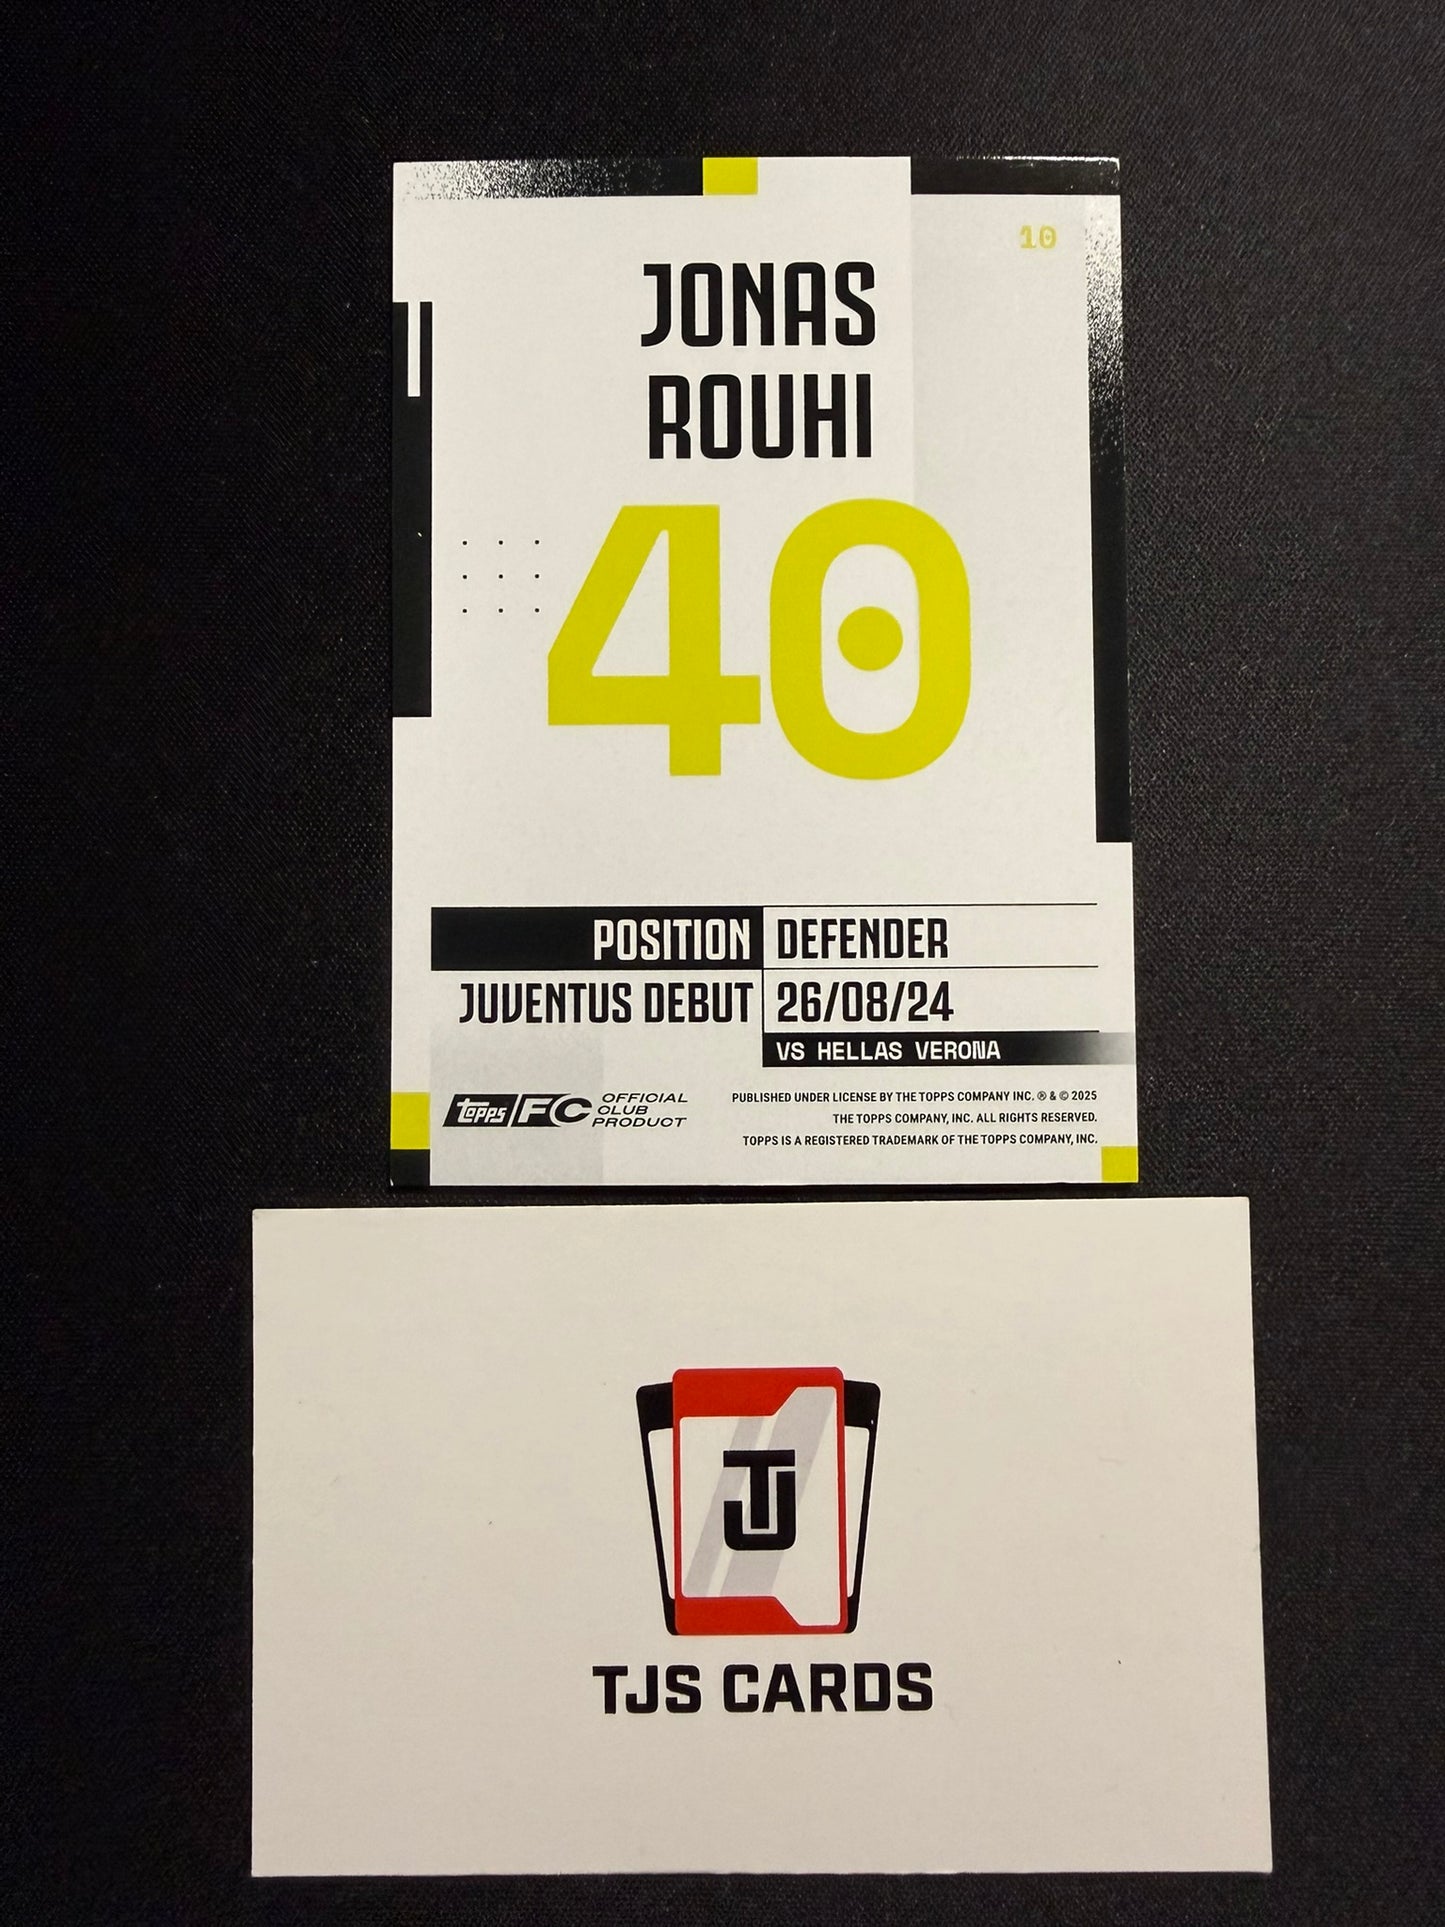 10
JONAS
ROUHI
40
POSITION DEFENDER
JUVENTUS DEBUT 26/08/24
VS HELLAS VERONA
Topps FC OFFICIAL
CLUB
PRODUCT
PUBLISHED UNDER LICENSE BY THE TOPPS COMPANY INC. ® & © 2025
THE TOPPS COMPANY, INC. ALL RIGHTS RESERVED.
TOPPS IS A REGISTERED TRADEMARK OF THE TOPPS COMPANY, INC.
TJ
TJS CARDS